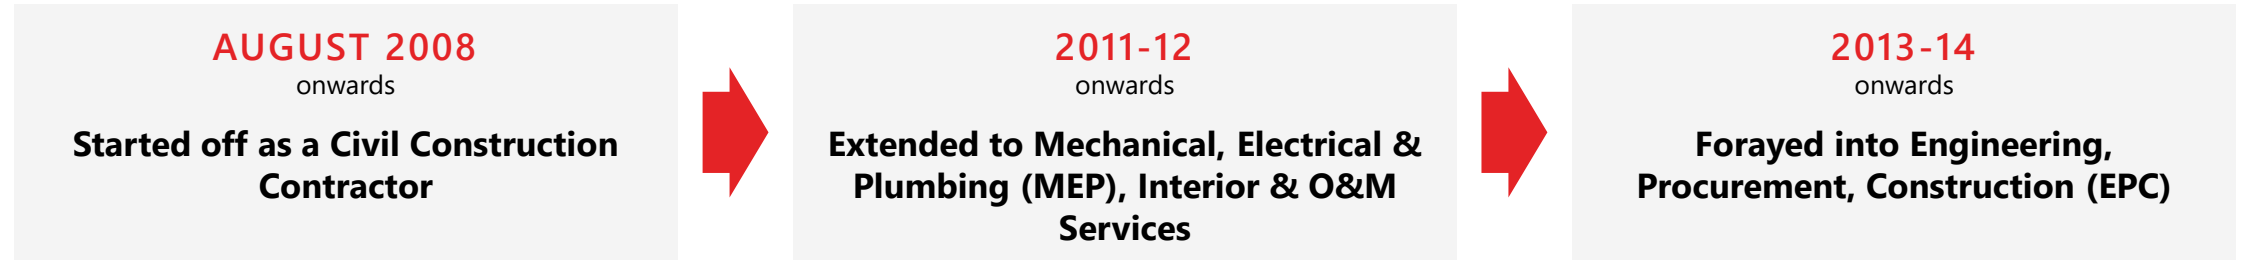 AUGUST 2008
onwards
Started off as a Civil Construction
Contractor
2011-12
onwards
Extended to Mechanical, Electrical &
Plumbing (MEP), Interior & O&M
Services
2013-14
onwards
Forayed into Engineering,
Procurement, Construction (EPC)